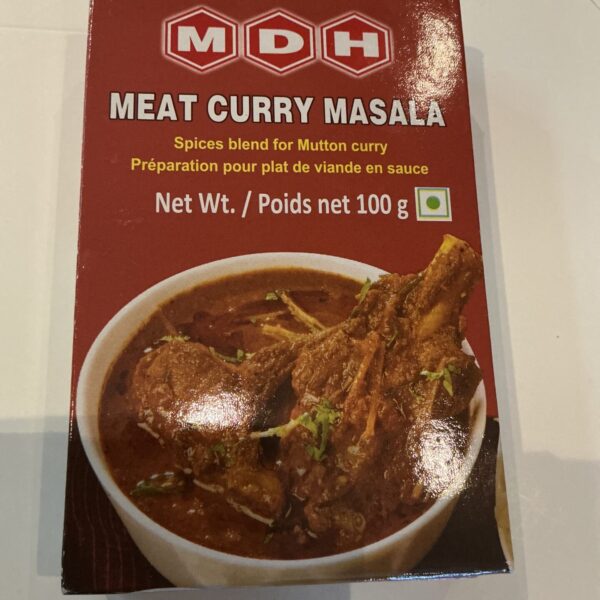 MDH
MEAT CURRY MASALA
Spices blend for Mutton curry
Préparation pour plat de viande en sauce
Net Wt. / Poids net 100 g